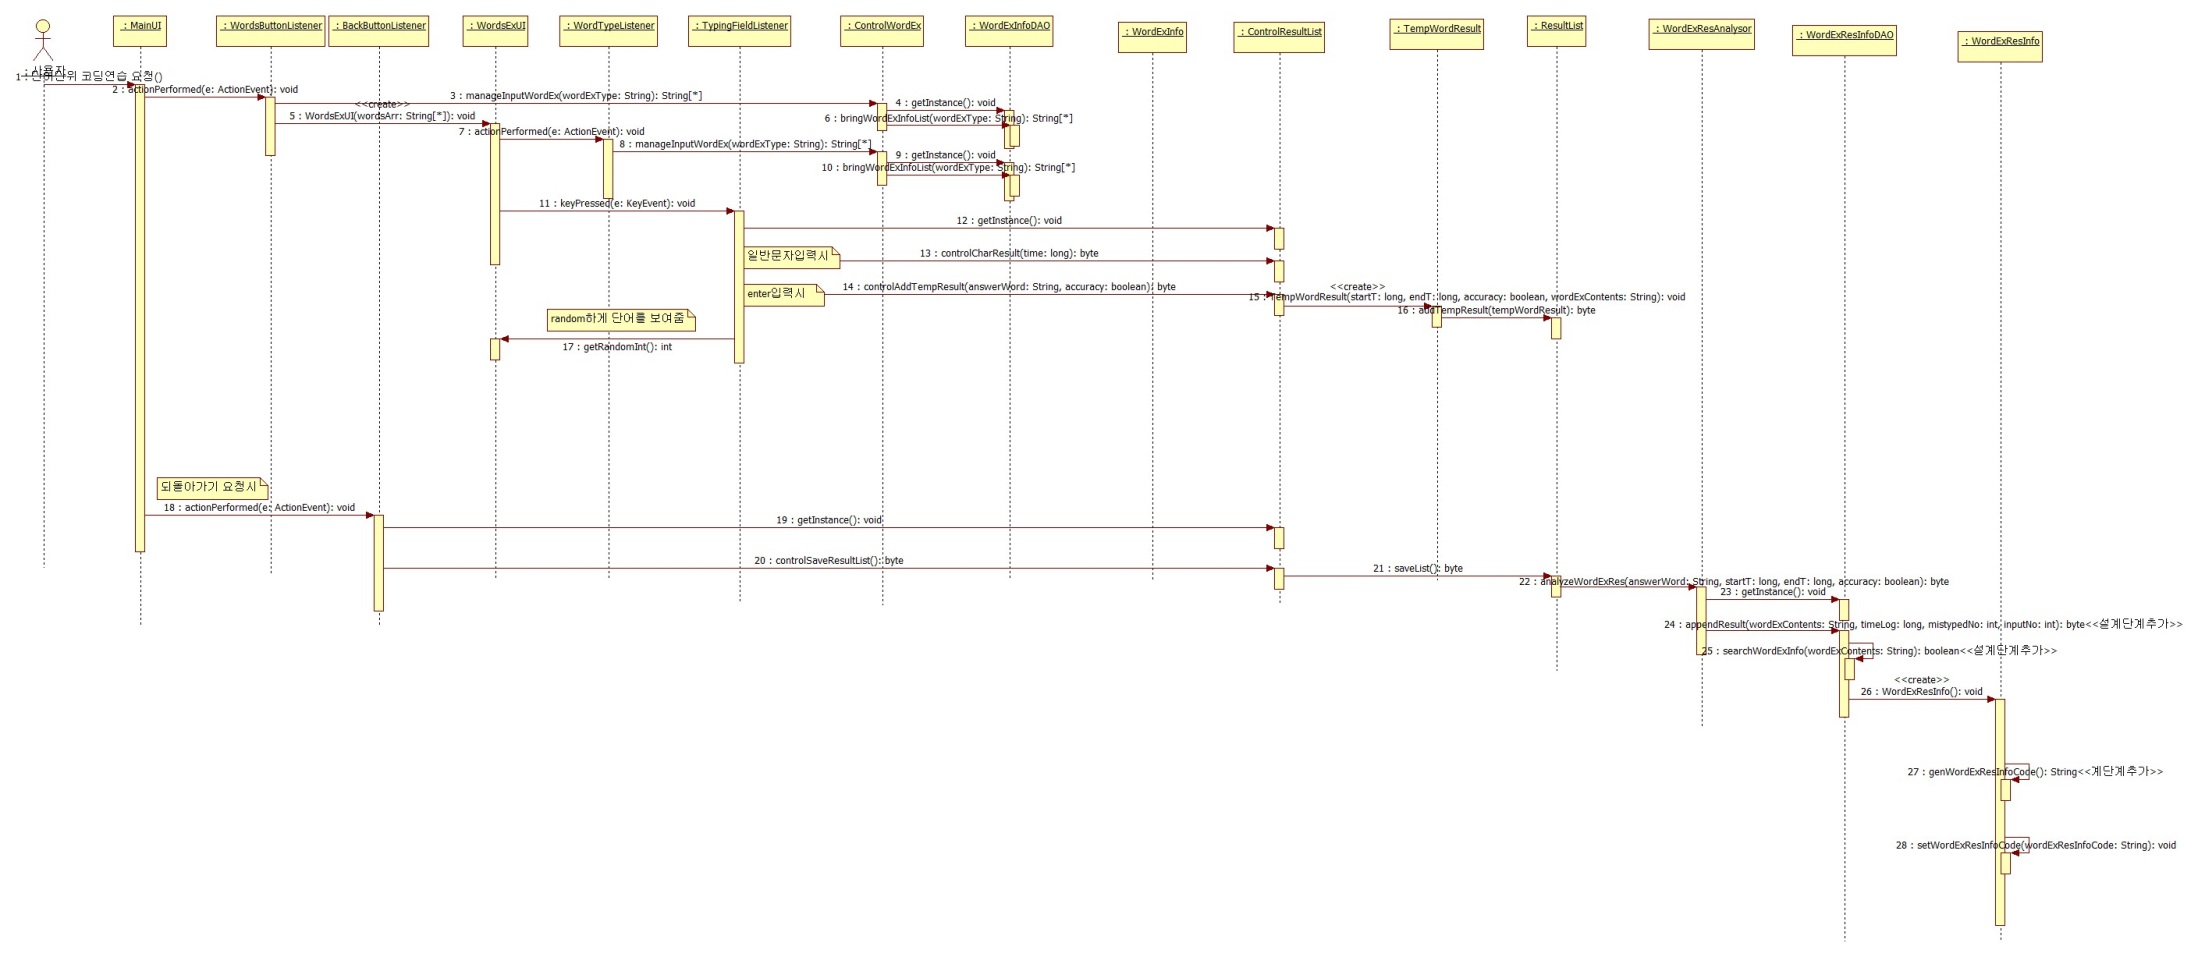 : MainUI
: WordsButtonListener
: BackButtonListener
: WordsExUI
: WordTypeListener
: TypingFieldListener
: ControlWordEx
: WordExInfoDAO
: WordExInfo
: ControlResultList
: TempWordResult
: ResultList
: WordExResAnalysor
: WordExResInfoDAO
: WordExResInfo
: 사용자
1 : 단어단위 코딩연습 요청()
2 : actionPerformed(e: ActionEvent): void
3 : manageInputWordEx(wordExType: String): String[*]
4 : getInstance(): void
<<create>>
5 : WordsExUI(wordsArr: String[*]): void
6 : bringWordExInfoList(wordExType: String): String[*]
7 : actionPerformed(e: ActionEvent): void
8 : manageInputWordEx(wordExType: String): String[*]
9 : getInstance(): void
10 : bringWordExInfoList(wordExType: String): String[*]
11 : keyPressed(e: KeyEvent): void
12 : getInstance(): void
일반문자입력시
13 : controlCharResult(time: long): byte
enter입력시
14 : controlAddTempResult(answerWord: String, accuracy: boolean): byte
<<create>>
15 : TempWordResult(startT: long, endT: long, accuracy: boolean, wordExContents: String): void
16 : addTempResult(tempWordResult): byte
random하게 단어를 보여줌
17 : getRandomInt(): int
되돌아가기 요청시
18 : actionPerformed(e: ActionEvent): void
19 : getInstance(): void
20 : controlSaveResultList(): byte
21 : saveList(): byte
22 : analyzeWordExRes(answerWord: String, startT: long, endT: long, accuracy: boolean): byte
23 : getInstance(): void
24 : appendResult(wordExContents: String, timeLog: long, mistypedNo: int, inputNo: int): byte<<설계단계추가>>
25 : searchWordExInfo(wordExContents: String): boolean<<설계단계추가>>
<<create>>
26 : WordExResInfo(): void
27 : genWordExResInfoCode(): String<<계단계추가>>
28 : setWordExResInfoCode(wordExResInfoCode: String): void